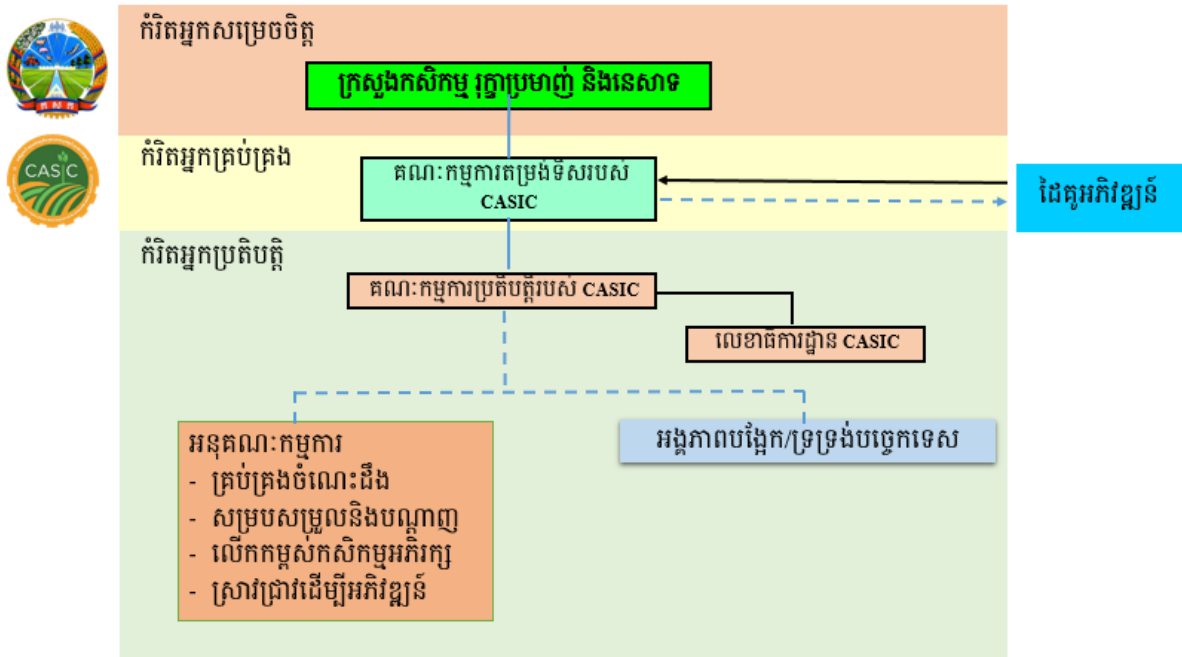 កំរិតអ្នកសម្រេចចិត្ត
ក្រសួងកសិកម្ម រុក្ខាប្រមាញ់ និងនេសាទ
កំរិតអ្នកគ្រប់គ្រង
CASIC
គណៈកម្មការតម្រង់ទិសរបស់
CASIC
ដៃគូអភិវឌ្ឍន៍
កំរិតអ្នកប្រតិបត្តិ
គណៈកម្មការប្រតិបត្តិរបស់ CASIC
លេខាធិការដ្ឋាន CASIC
អនុគណៈកម្មការ
- គ្រប់គ្រងចំណេះដឹង
- សម្របសម្រួលនិងបណ្តាញ
- លើកកម្ពស់កសិកម្មអភិរក្ស
- ស្រាវជ្រាវដើម្បីអភិវឌ្ឍន៍
អង្គភាពបង្អែក/ទ្រទ្រង់បច្ចេកទេស